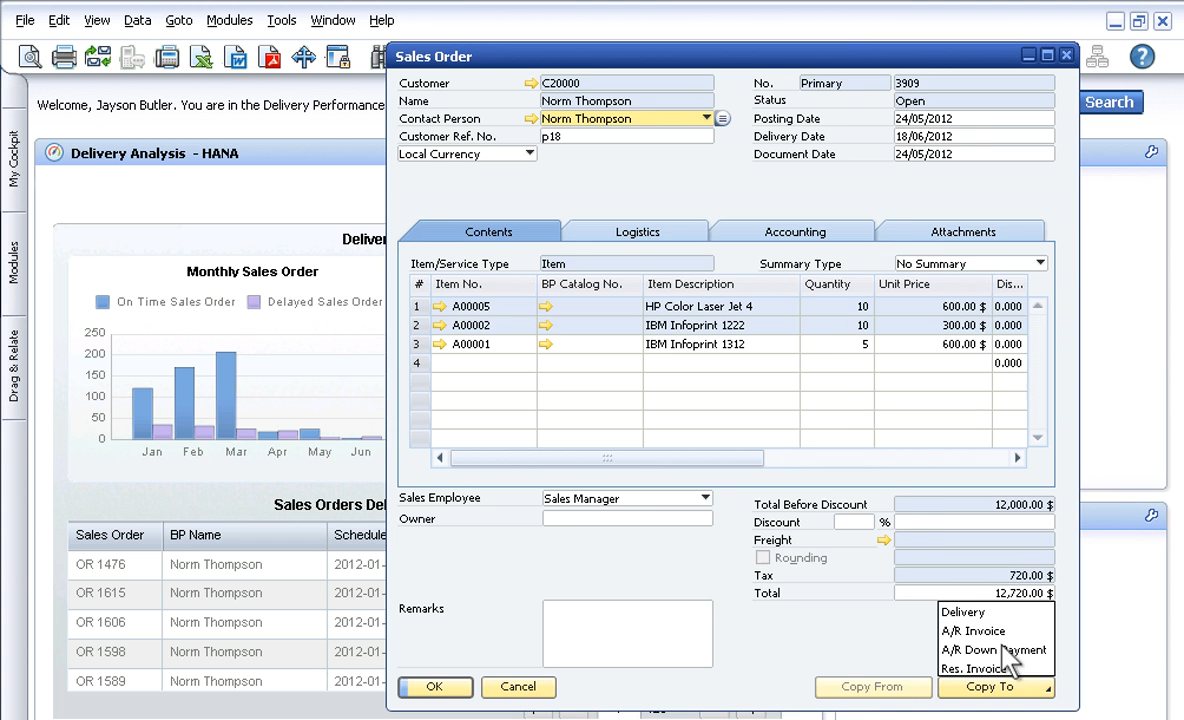 File Edit View Data Goto Modules Tools Window Help
Welcome, Jayson Butler. You are in the Delivery Performance
Search
My Cockpit
Modules
Drag & Relate
Delivery Analysis - HANA
Monthly Sales Order
On Time Sales Order Delayed Sales Order
250
200
150
100
50
0
Jan Feb Mar Apr May Jun
Sales Order BP Name
OR 1476 Norm Thompson 2012-01-
OR 1615 Norm Thompson 2012-01-
OR 1606 Norm Thompson 2012-01-
OR 1598 Norm Thompson 2012-01-
OR 1589 Norm Thompson 2012-01-
Sales Order
Customer C20000
Name Norm Thompson
Contact Person Norm Thompson
Customer Ref. No. p18
Local Currency
No. Primary 3909
Status Open
Posting Date 24/05/2012
Delivery Date 18/06/2012
Document Date 24/05/2012
Contents Logistics Accounting Attachments
Item/Service Type Item Summary Type No Summary
# Item No. BP Catalog No. Item Description Quantity Unit Price Dis...
1 A00005 HP Color Laser Jet 4 10 600.00 $ 0.000
2 A00002 IBM Infoprint 1222 10 300.00 $ 0.000
3 A00001 IBM Infoprint 1312 5 600.00 $ 0.000
4 0.000
Sales Employee Sales Manager
Owner
Remarks
Total Before Discount 12,000.00 $
Discount %
Freight
Rounding
Tax 720.00 $
Total 12,720.00 $
Delivery
A/R Invoice
A/R Down Payment
Res. Invoice
OK Cancel Copy From Copy To